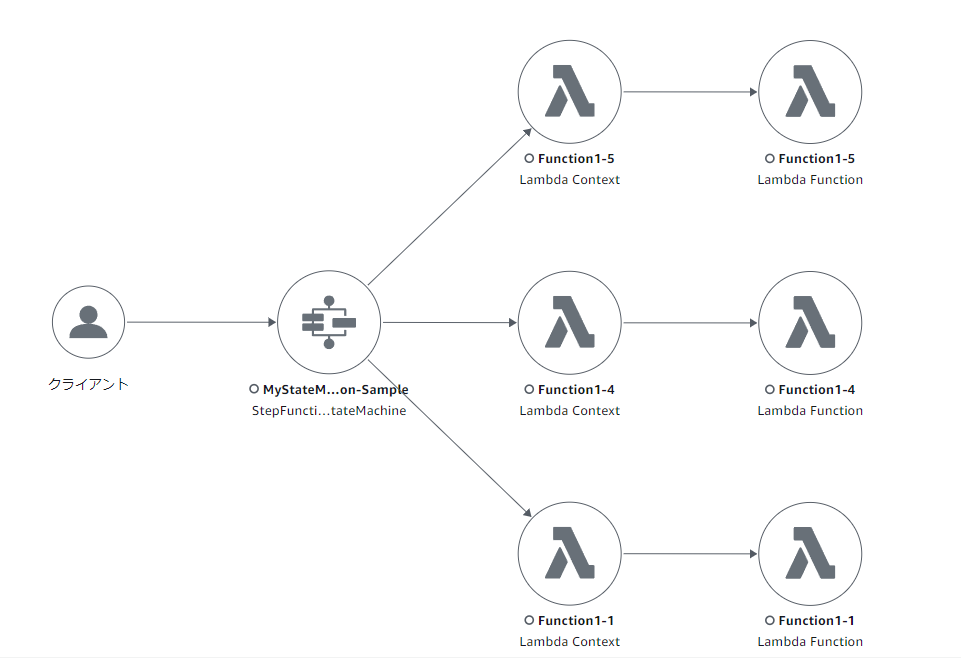 Function1-5
Lambda Context
Function1-5
Lambda Function
クライアント
MyStateM...on-Sample
StepFuncti...tateMachine
Function1-4
Lambda Context
Function1-4
Lambda Function
Function1-1
Lambda Context
Function1-1
Lambda Function